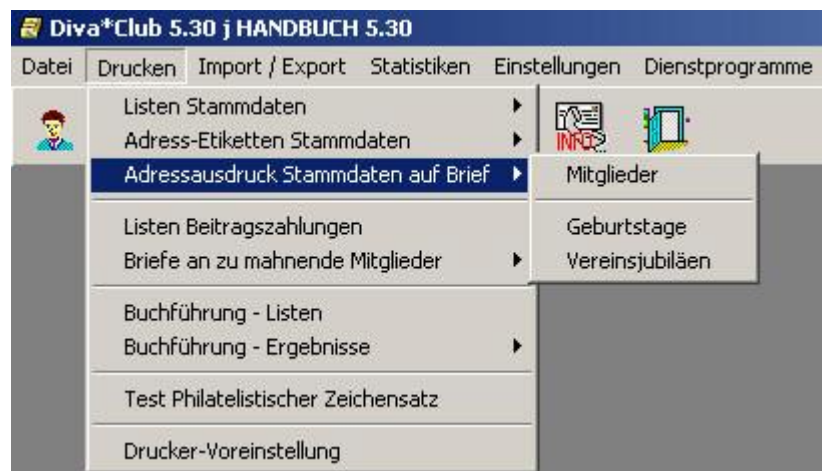 Diva*Club 5.30 j HANDBUCH 5.30
Datei Drucken Import / Export Statistiken Einstellungen Dienstprogramme
Listen Stammdaten
Adress-Etiketten Stammdaten
INFO?
Adressausdruck Stammdaten auf Brief
Mitglieder
Listen Beitragszahlungen
Geburtstage
Briefe an zu mahnende Mitglieder
Vereinsjubiläen
Buchführung - Listen
Buchführung - Ergebnisse
Test Philatelistischer Zeichensatz
Drucker-Voreinstellung